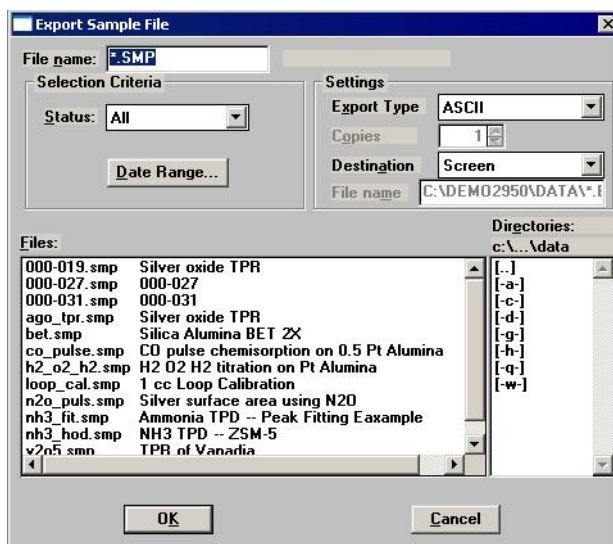 Export Sample File
File name: *.SMP
Selection Criteria
Status: All
Date Range...
Settings
Export Type ASCII
Copies 1
Destination Screen
File name C:\DEMO2950\DATA\*.E
Files:
000-019.smp Silver oxide TPR
000-027.smp 000-027
000-031.smp 000-031
ago_tpr.smp Silver oxide TPR
bet.smp Silica Alumina BET 2X
co_pulse.smp CO pulse chemisorption on 0.5 Pt Alumina
h2_o2_h2.smp H2 O2 H2 titration on Pt Alumina
loop_cal.smp 1 cc Loop Calibration
n2o_puls.smp Silver surface area using N2O
nh3_fit.smp Ammonia TPD -- Peak Fitting Eaxample
nh3_hod.smp NH3 TPD -- ZSM-5
v2o5.smp TPR of Vanadia
Directories:
c:\...\data
[..]
[-a-]
[-c-]
[-d-]
[-g-]
[-h-]
[-q-]
[-w-]
OK
Cancel